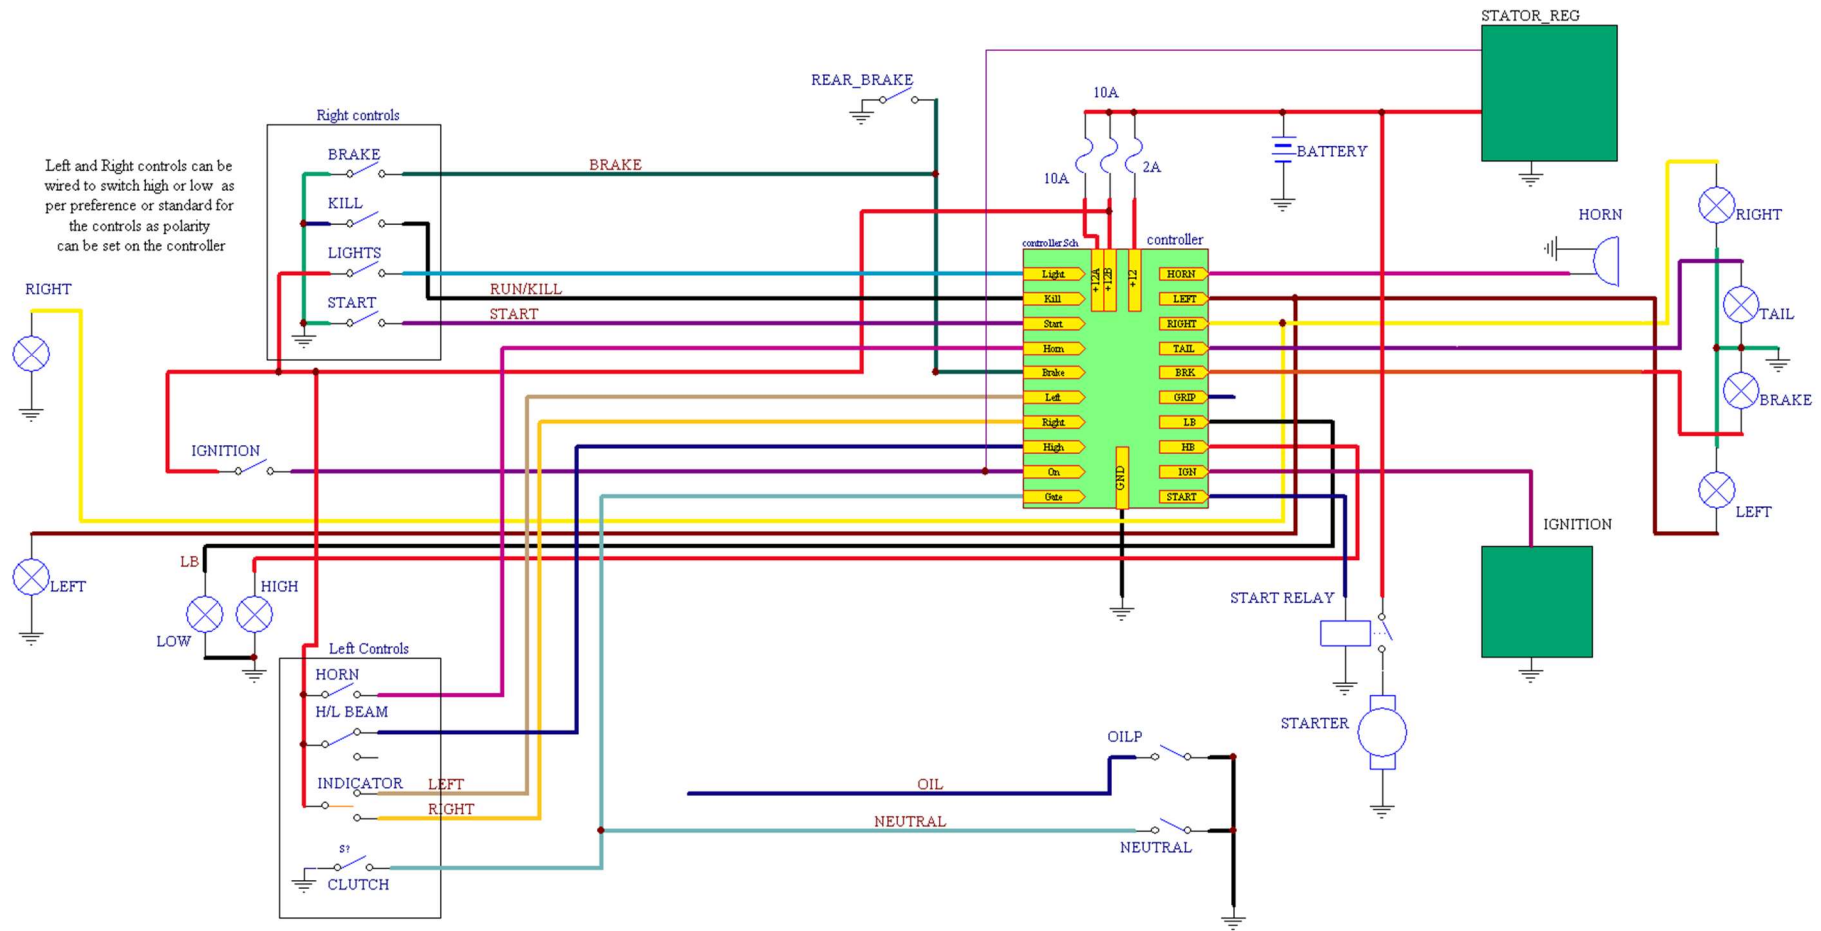 STATOR_REG
REAR_BRAKE
10A
Right controls
BATTERY
Left and Right controls can be
wired to switch high or low as
per preference or standard for
the controls as polarity
can be set on the controller
BRAKE
BRAKE
10A
2A
KILL
HORN
RIGHT
controllerSch
controller
LIGHTS
RIGHT
RUN/KILL
START
START
TAIL
BRAKE
LEFT
+12A
+12B
+12
Light
Kill
Start
Horn
Brake
Left
Right
High
On
Gate
GND
HORN
LEFT
RIGHT
TAIL
BRK
GRIP
LB
HB
IGN
START
IGNITION
IGNITION
LB
HIGH
LEFT
LOW
START RELAY
Left Controls
HORN
H/L BEAM
STARTER
OILP
INDICATOR
LEFT
OIL
RIGHT
NEUTRAL
NEUTRAL
S?
CLUTCH